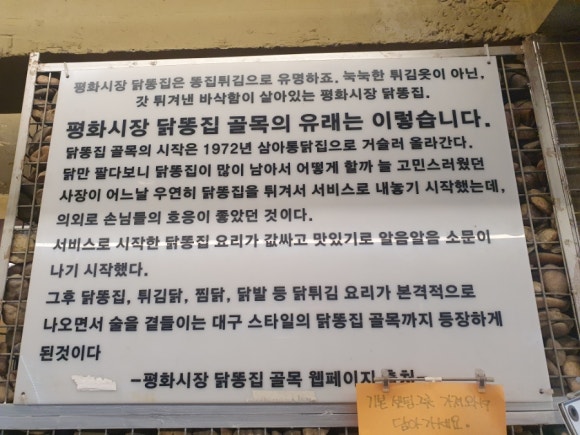 평화시장 닭똥집은 똥집튀김으로 유명하죠. 눅눅한 튀김옷이 아닌,
갓 튀겨낸 바삭함이 살아있는 평화시장 닭똥집.
평화시장 닭똥집 골목의 유래는 이렇습니다.
닭똥집 골목의 시작은 1972년 삼아통닭집으로 거슬러 올라간다.
닭만 팔다보니 닭똥집이 많이 남아서 어떻게 할까 늘 고민스러웠던
사장이 어느날 우연히 닭똥집을 튀겨서 서비스로 내놓기 시작했는데,
의외로 손님들의 호응이 좋았던 것이다.
서비스로 시작한 닭똥집 요리가 값싸고 맛있기로 알음알음 소문이
나기 시작했다.
그후 닭똥집, 튀김닭, 찜닭, 닭발 등 닭튀김 요리가 본격적으로
나오면서 술을 곁들이는 대구 스타일의 닭똥집 골목까지 등장하게
된것이다
-평화시장 닭똥집 골목 웹페이지 출처-